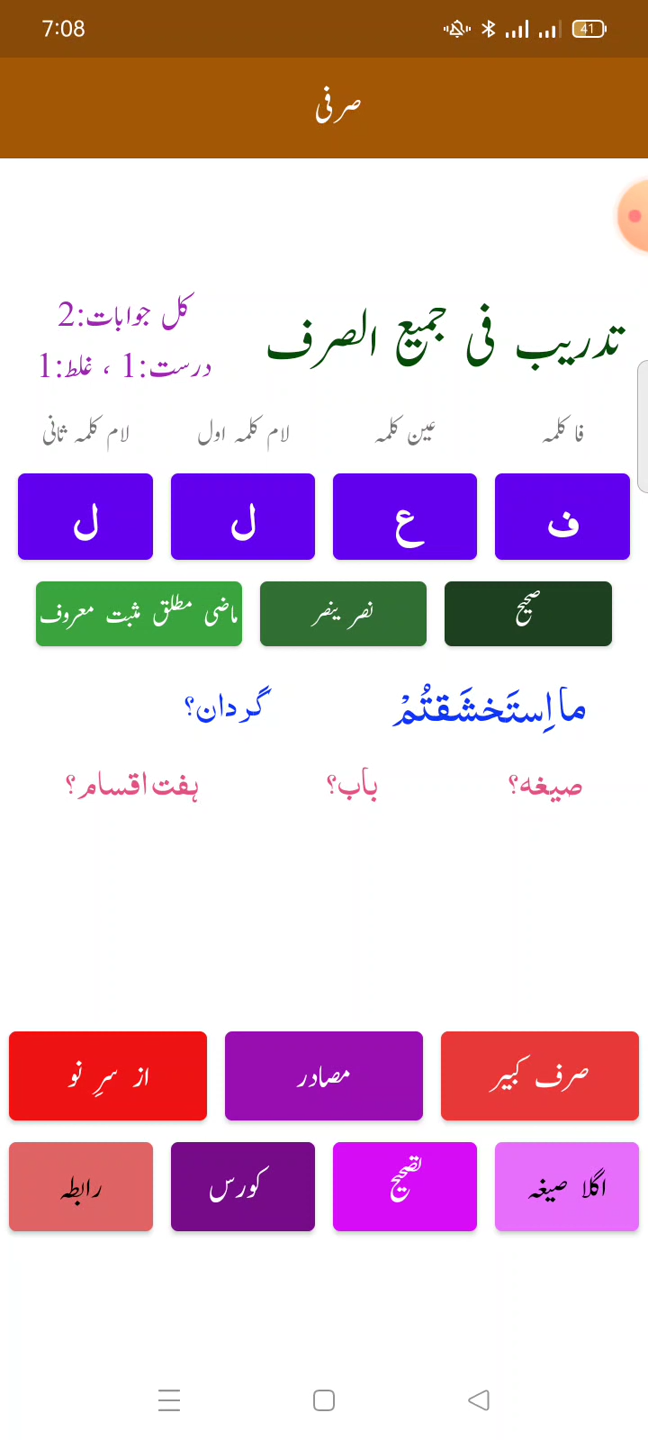 7:08
41
صرفی
تدریب فی جمیع الصرف
کل جوابات:2
درست:1 ، غلط:1
فا کلمہ عین کلمہ لام کلمہ اول لام کلمہ ثانی
ف ع ل ل
صحیح نصر ینصر ماضی مطلق مثبت معروف
ما اِستَخشَقتُمْ گردان؟
صیغہ؟ باب؟ ہفت اقسام؟
صرف کبیر مصادر از سرِ نو
اگلا صیغہ تصحیح کورس رابطہ